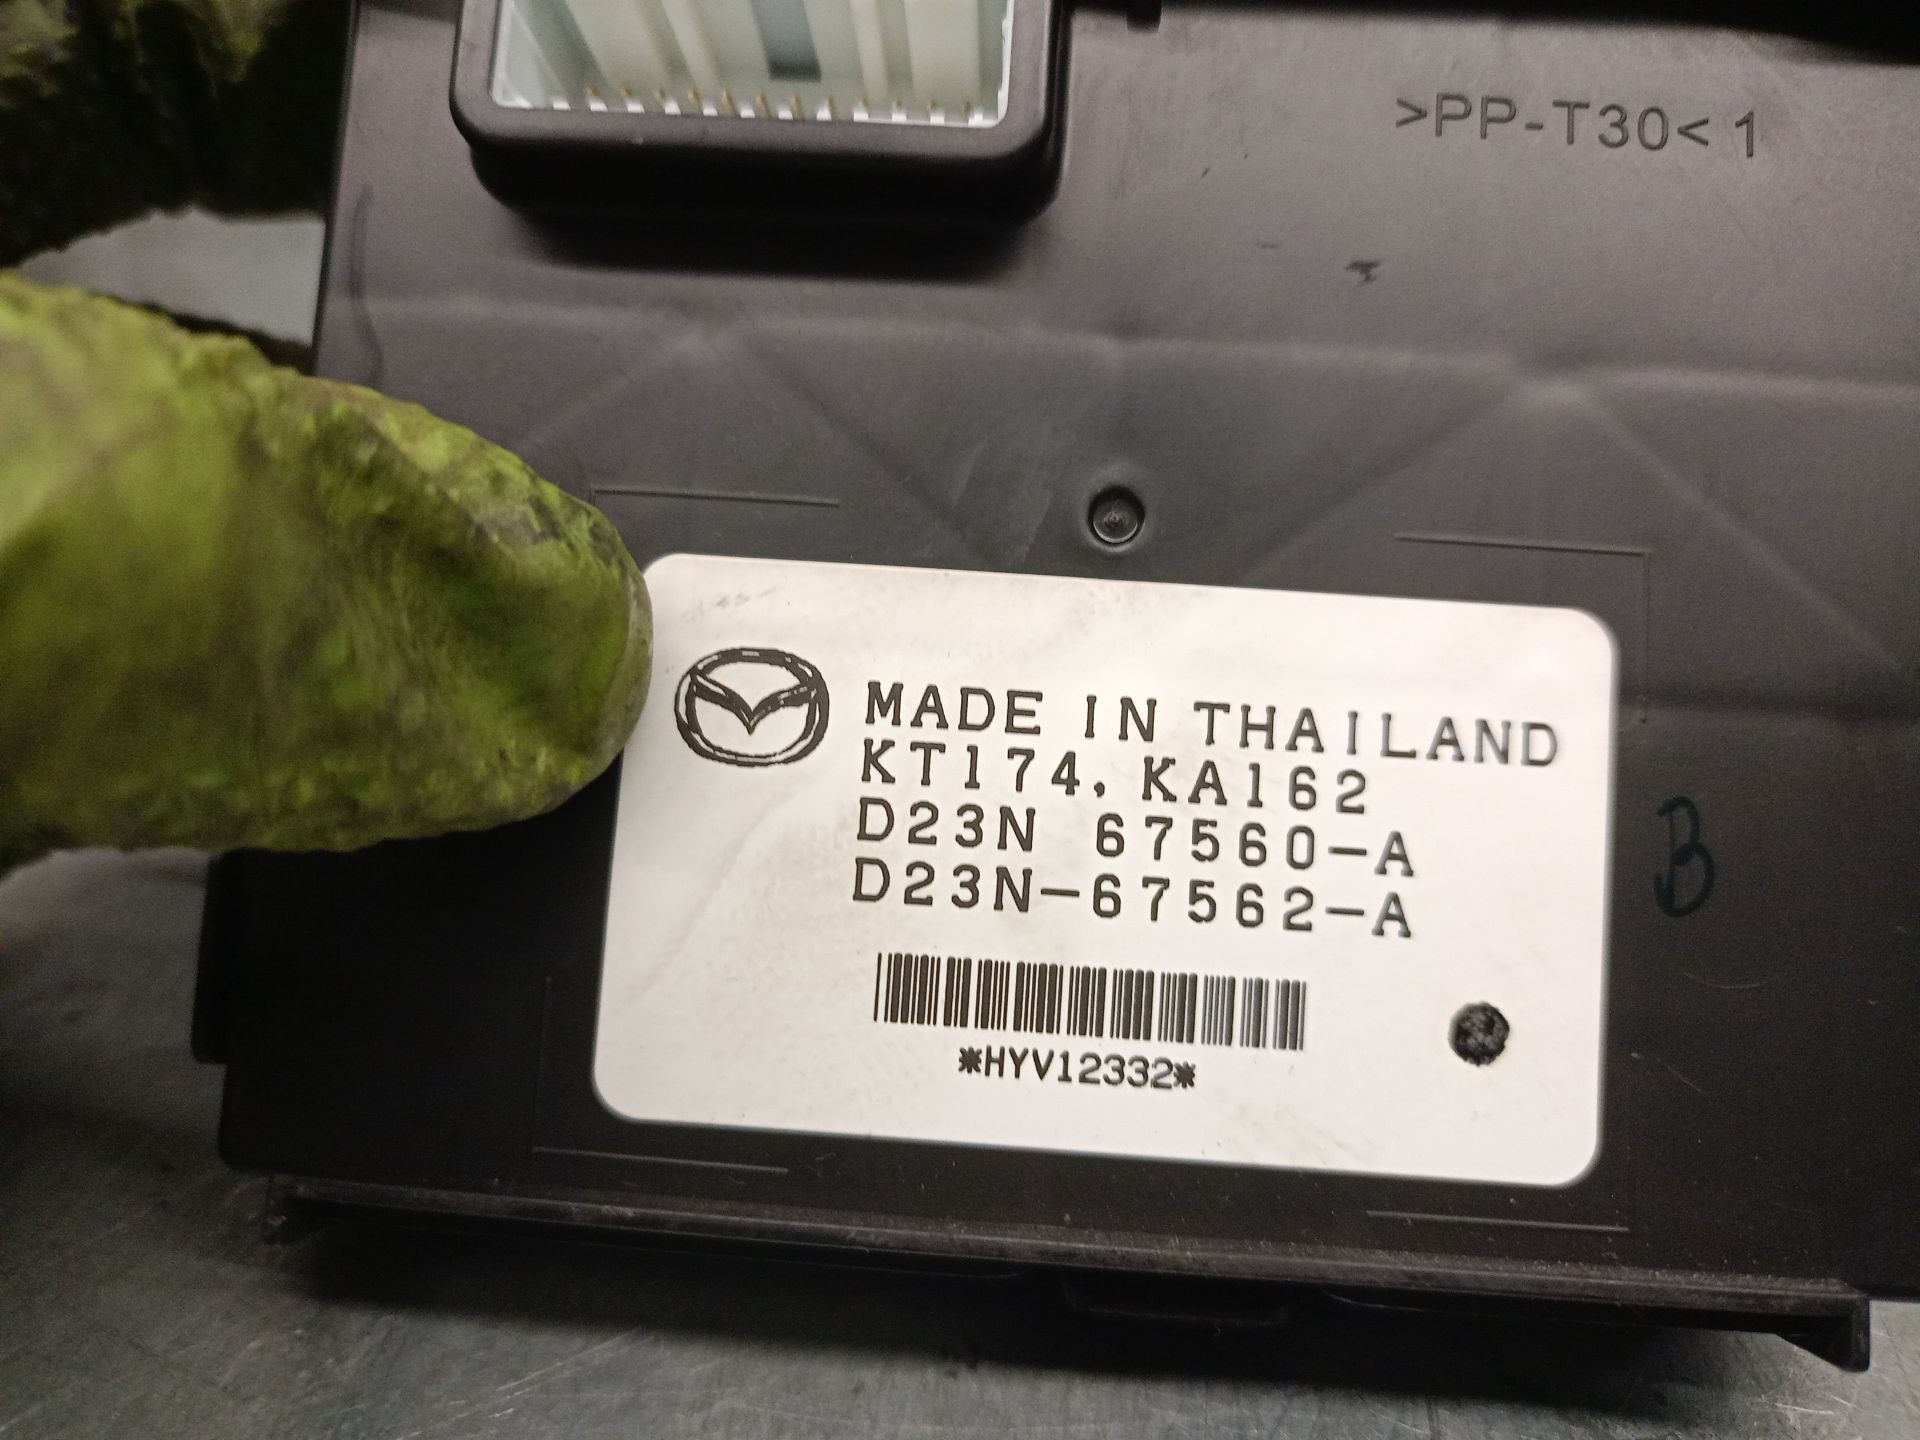 >PP-T30< 1
MADE IN THAILAND
KT174, KA162
D23N 67560-A
D23N-67562-A
*HYV12332*
B